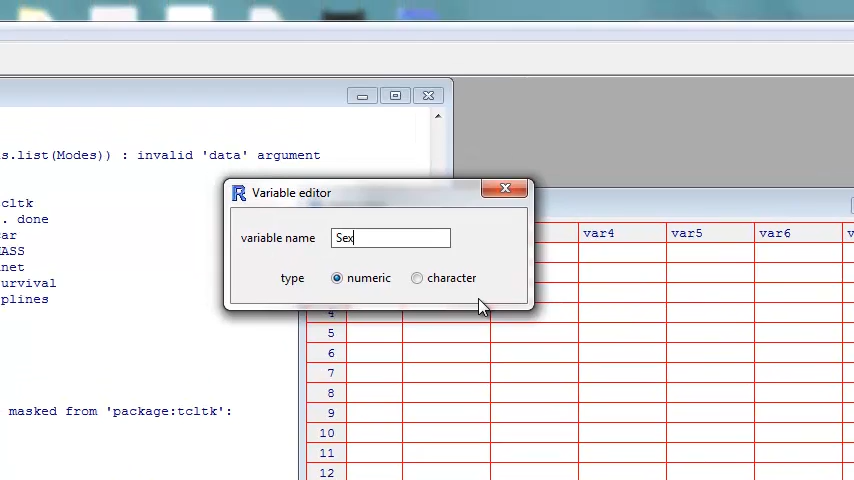 s.list(Modes)) : invalid 'data' argument
cltk
. done
ar
MASS
net
urvival
plines
masked from 'package:tcltk':
Variable editor
variable name Sex
type numeric character
var4 var5 var6 v
4
5
6
7
8
9
10
11
12